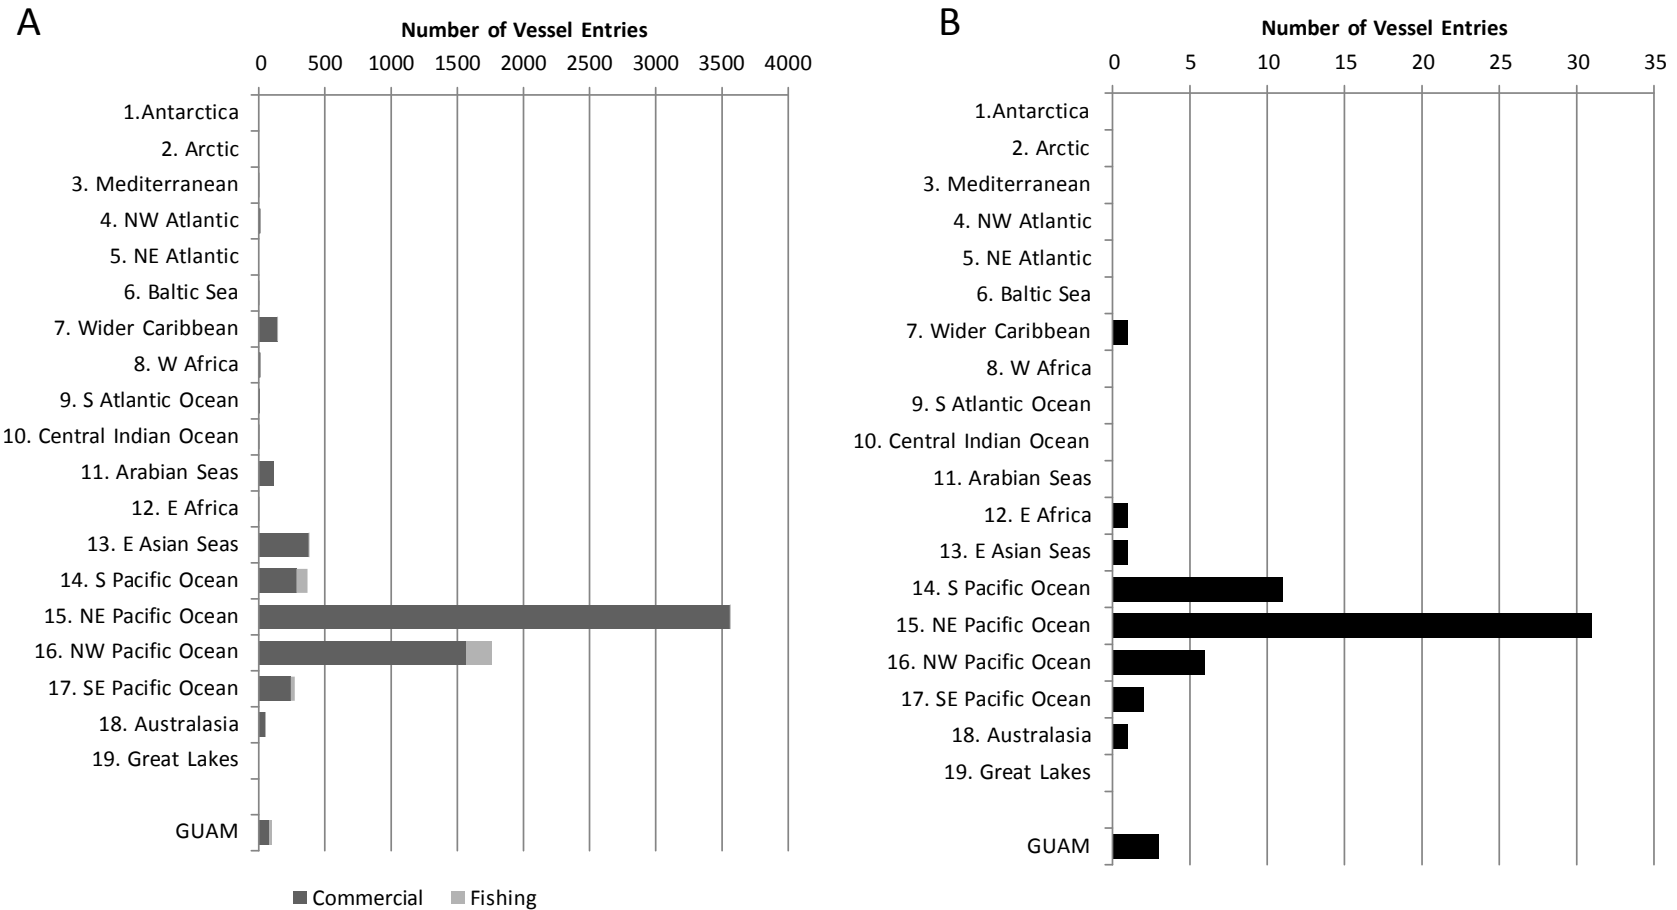 A
Number of Vessel Entries
0 500 1000 1500 2000 2500 3000 3500 4000
1.Antarctica
2. Arctic
3. Mediterranean
4. NW Atlantic
5. NE Atlantic
6. Baltic Sea
7. Wider Caribbean
8. W Africa
9. S Atlantic Ocean
10. Central Indian Ocean
11. Arabian Seas
12. E Africa
13. E Asian Seas
14. S Pacific Ocean
15. NE Pacific Ocean
16. NW Pacific Ocean
17. SE Pacific Ocean
18. Australasia
19. Great Lakes
GUAM
Commercial Fishing
B
Number of Vessel Entries
0 5 10 15 20 25 30 35
1.Antarctica
2. Arctic
3. Mediterranean
4. NW Atlantic
5. NE Atlantic
6. Baltic Sea
7. Wider Caribbean
8. W Africa
9. S Atlantic Ocean
10. Central Indian Ocean
11. Arabian Seas
12. E Africa
13. E Asian Seas
14. S Pacific Ocean
15. NE Pacific Ocean
16. NW Pacific Ocean
17. SE Pacific Ocean
18. Australasia
19. Great Lakes
GUAM